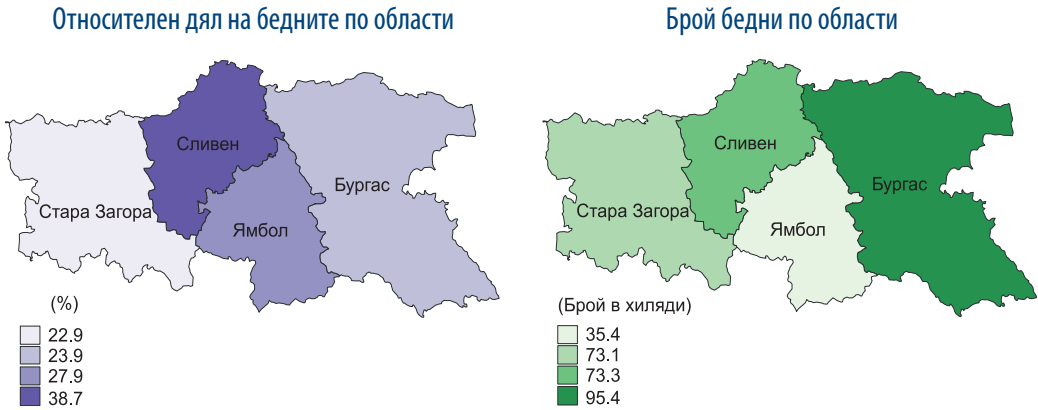 Относителен дял на бедните по области
Сливен
Бургас
Стара Загора
Ямбол
(%)
22.9
23.9
27.9
38.7
Брой бедни по области
Сливен
Бургас
Стара Загора
Ямбол
(Брой в хиляди)
35.4
73.1
73.3
95.4